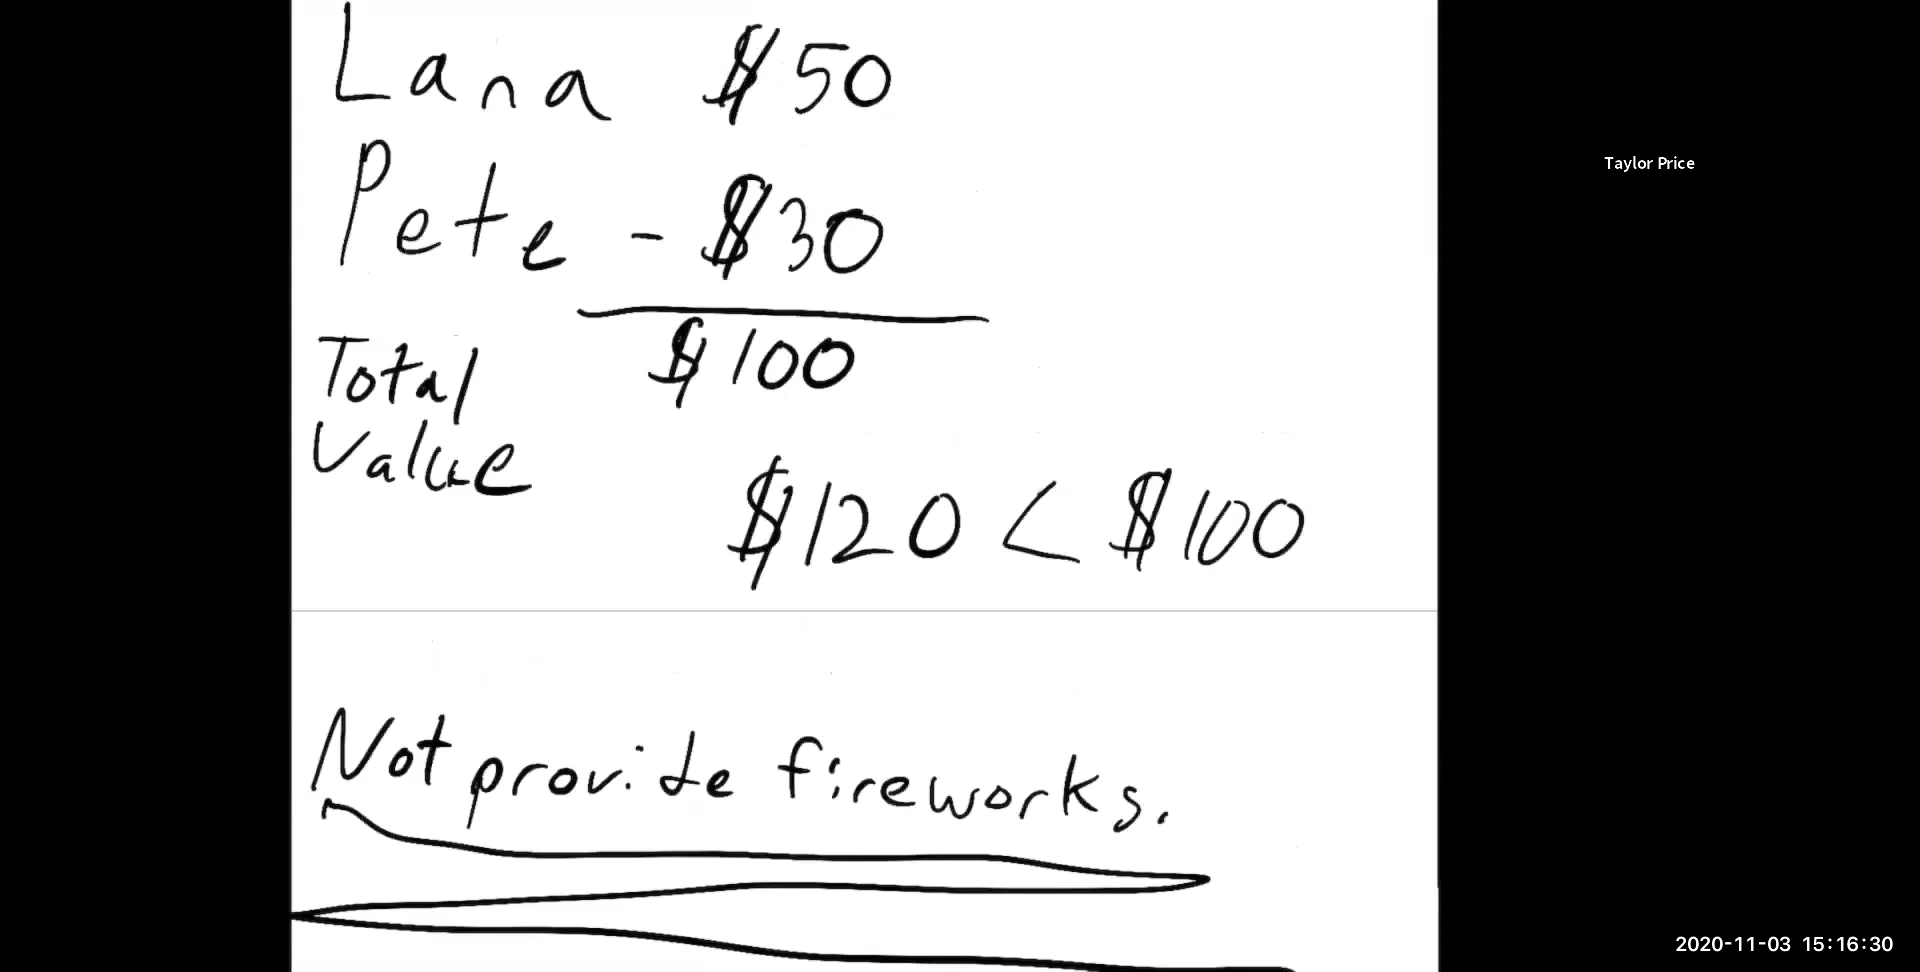 Lana $50
Pete - $30
$100
Total
Value
$120 < $100
Not provide fireworks.
Taylor Price
2020-11-03 15:16:30